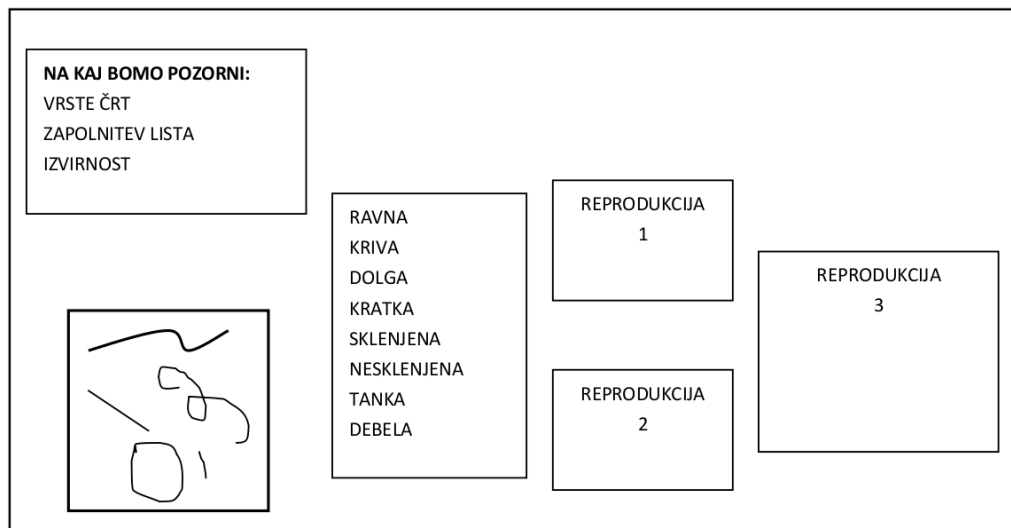 NA KAJ BOMO POZORNI:
VRSTE ČRT
ZAPOLNITEV LISTA
IZVIRNOST
RAVNA
KRIVA
DOLGA
KRATKA
SKLENJENA
NESKLENJENA
TANKA
DEBELA
REPRODUKCIJA
1
REPRODUKCIJA
2
REPRODUKCIJA
3